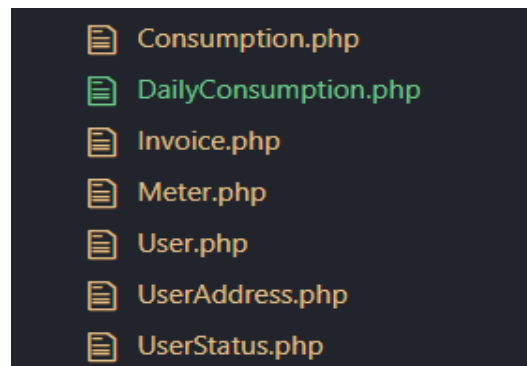 Consumption.php
DailyConsumption.php
Invoice.php
Meter.php
User.php
UserAddress.php
UserStatus.php